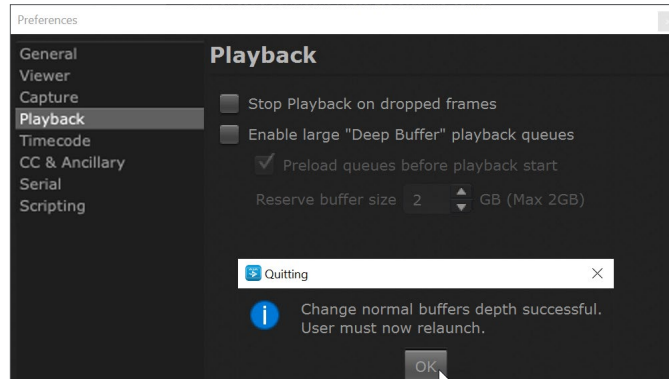 Preferences
General
Viewer
Capture
Playback
Timecode
CC & Ancillary
Serial
Scripting
Playback
Stop Playback on dropped frames
Enable large "Deep Buffer" playback queues
Preload queues before playback start
Reserve buffer size 2 GB (Max 2GB)
Quitting
Change normal buffers depth successful.
User must now relaunch.
OK